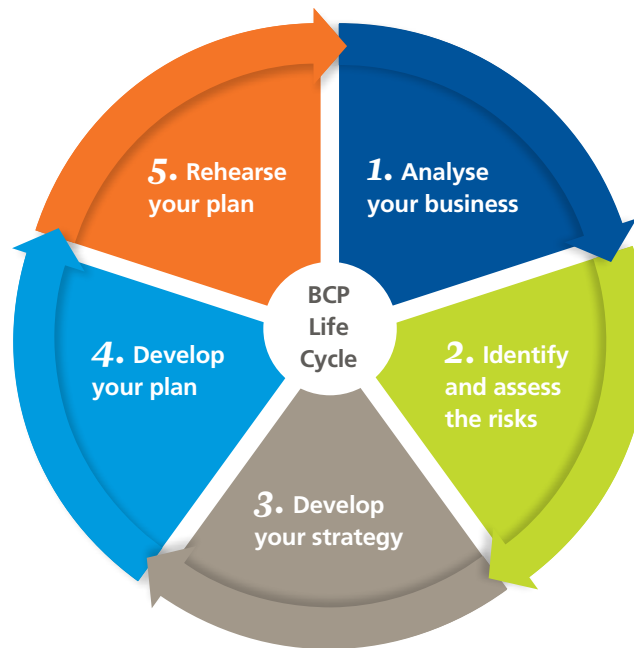 BCP
Life
Cycle
1. Analyse
your business
2. Identify
and assess
the risks
3. Develop
your strategy
4. Develop
your plan
5. Rehearse
your plan